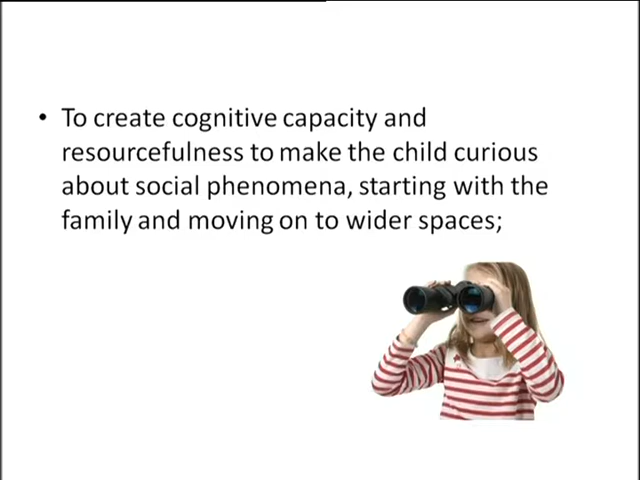 • To create cognitive capacity and
resourcefulness to make the child curious
about social phenomena, starting with the
family and moving on to wider spaces;